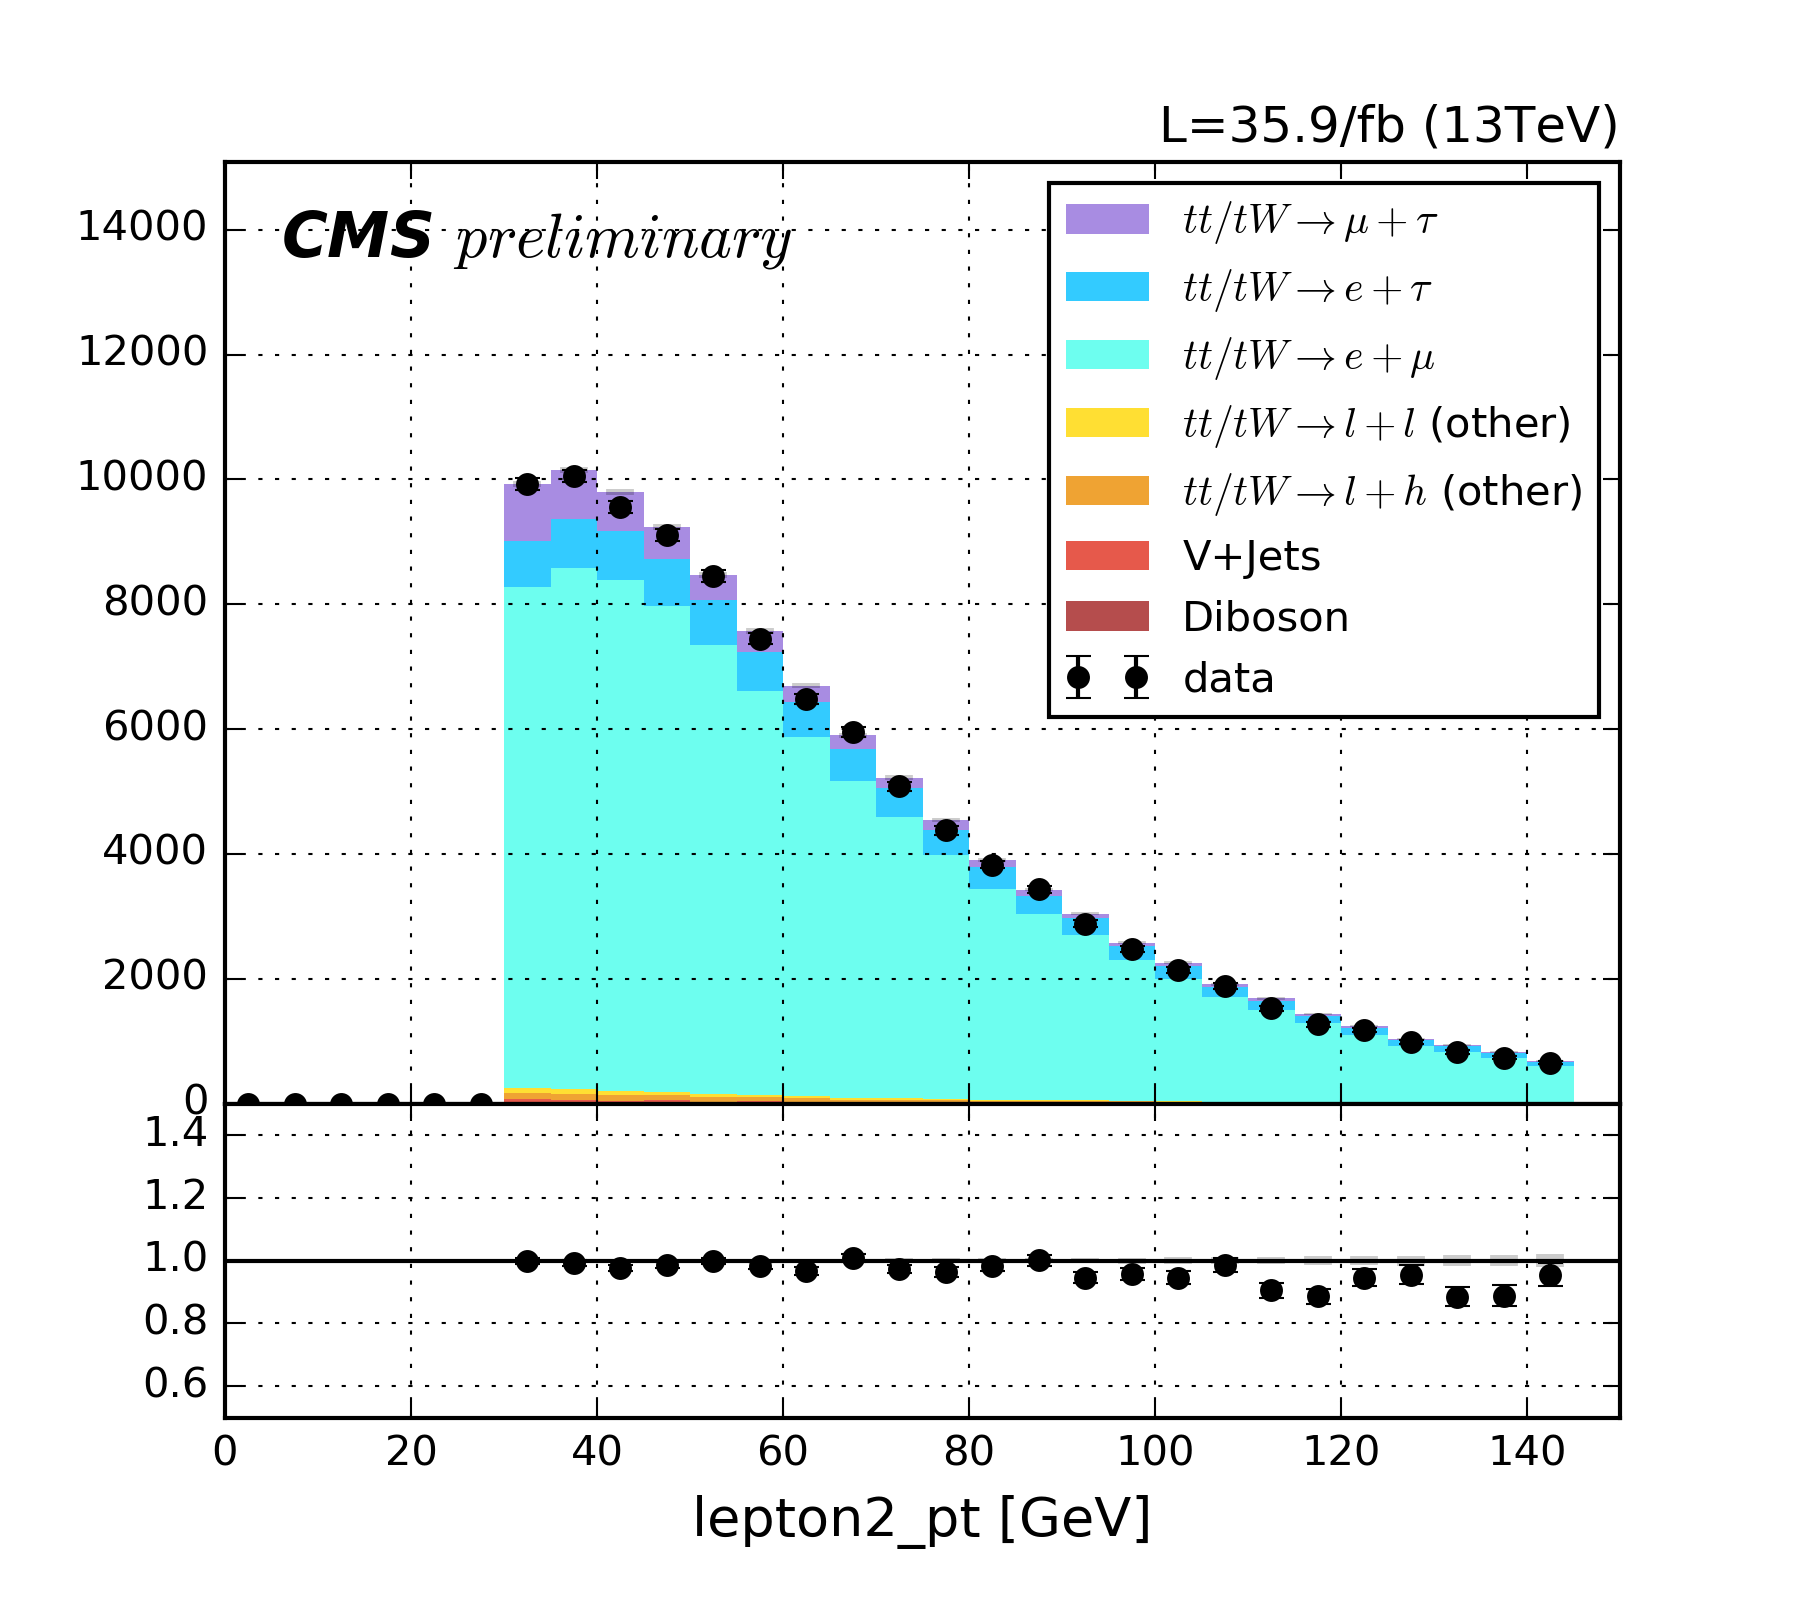 L=35.9/fb (13TeV)
CMS preliminary
14000
12000
10000
8000
6000
4000
2000
0
tt/tW→μ+τ
tt/tW→e+τ
tt/tW→e+μ
tt/tW→l+l (other)
tt/tW→l+h (other)
V+Jets
Diboson
data
1.4
1.2
1.0
0.8
0.6
0 20 40 60 80 100 120 140
lepton2_pt [GeV]